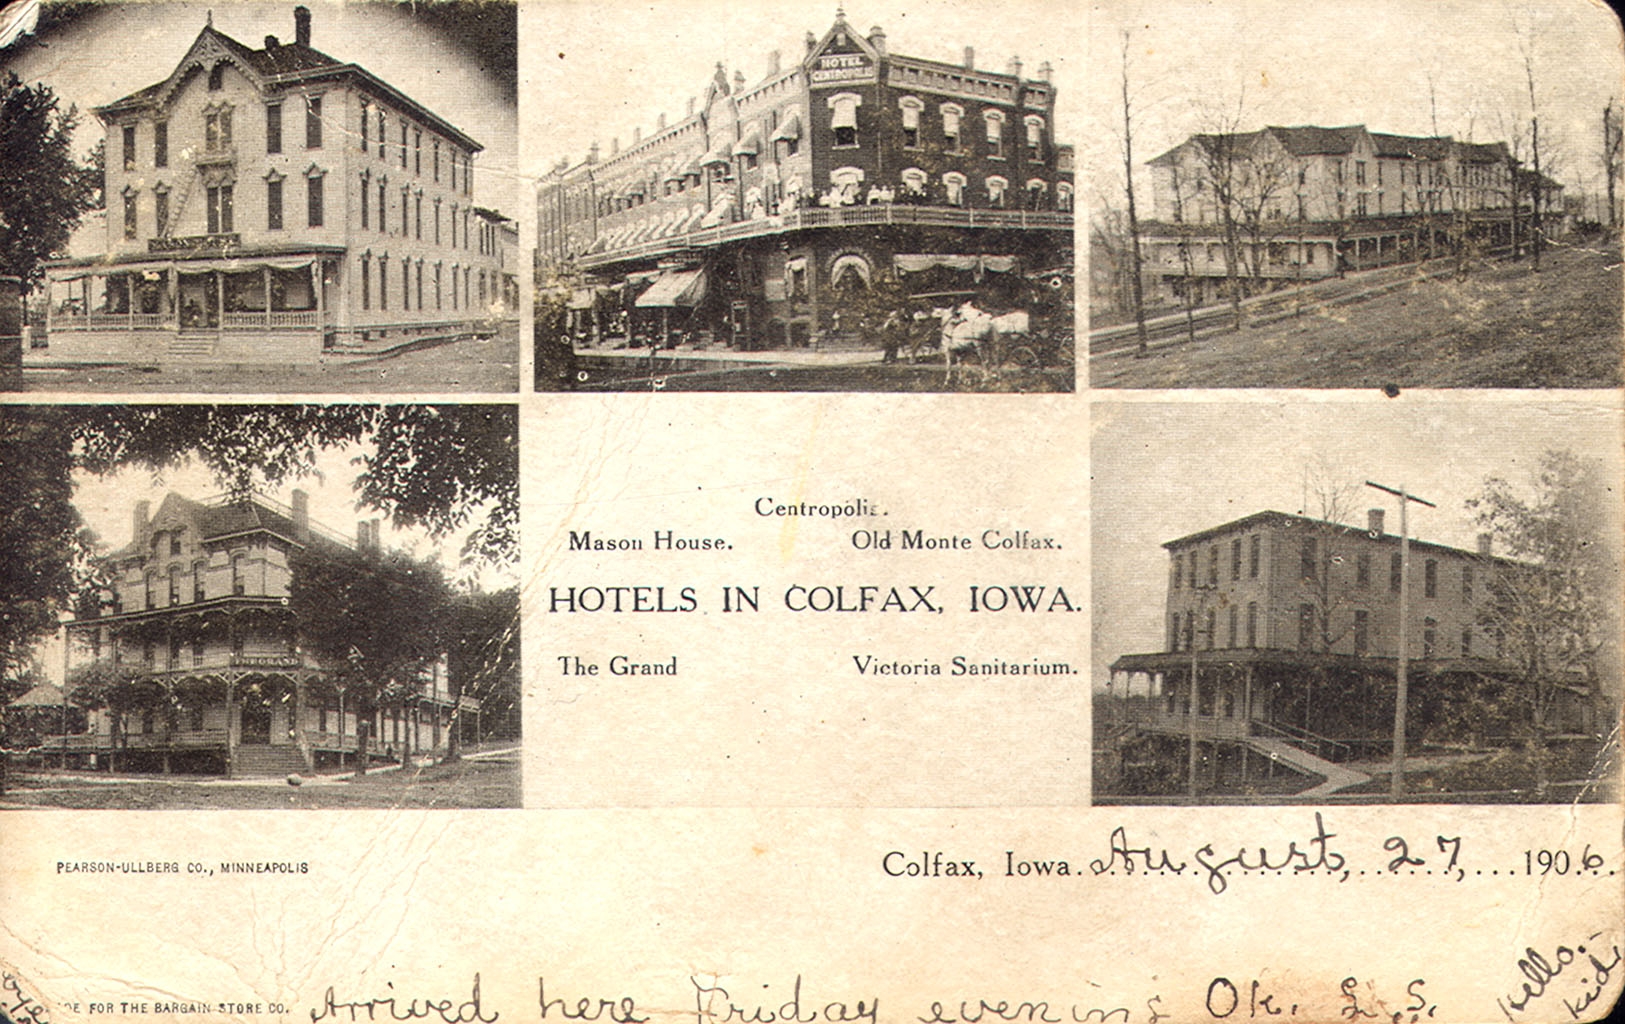 HOTEL
CENTROPOLIS
THE GRAND
Centropolis.
Mason House. Old Monte Colfax.
HOTELS IN COLFAX, IOWA.
The Grand Victoria Sanitarium.
PEARSON-ULLBERG CO., MINNEAPOLIS
Colfax, Iowa. August, 27, 1906.
Hello.
kid,
FOR THE BARGAIN STORE CO.
Arrived here Friday evening Ok. S. S.